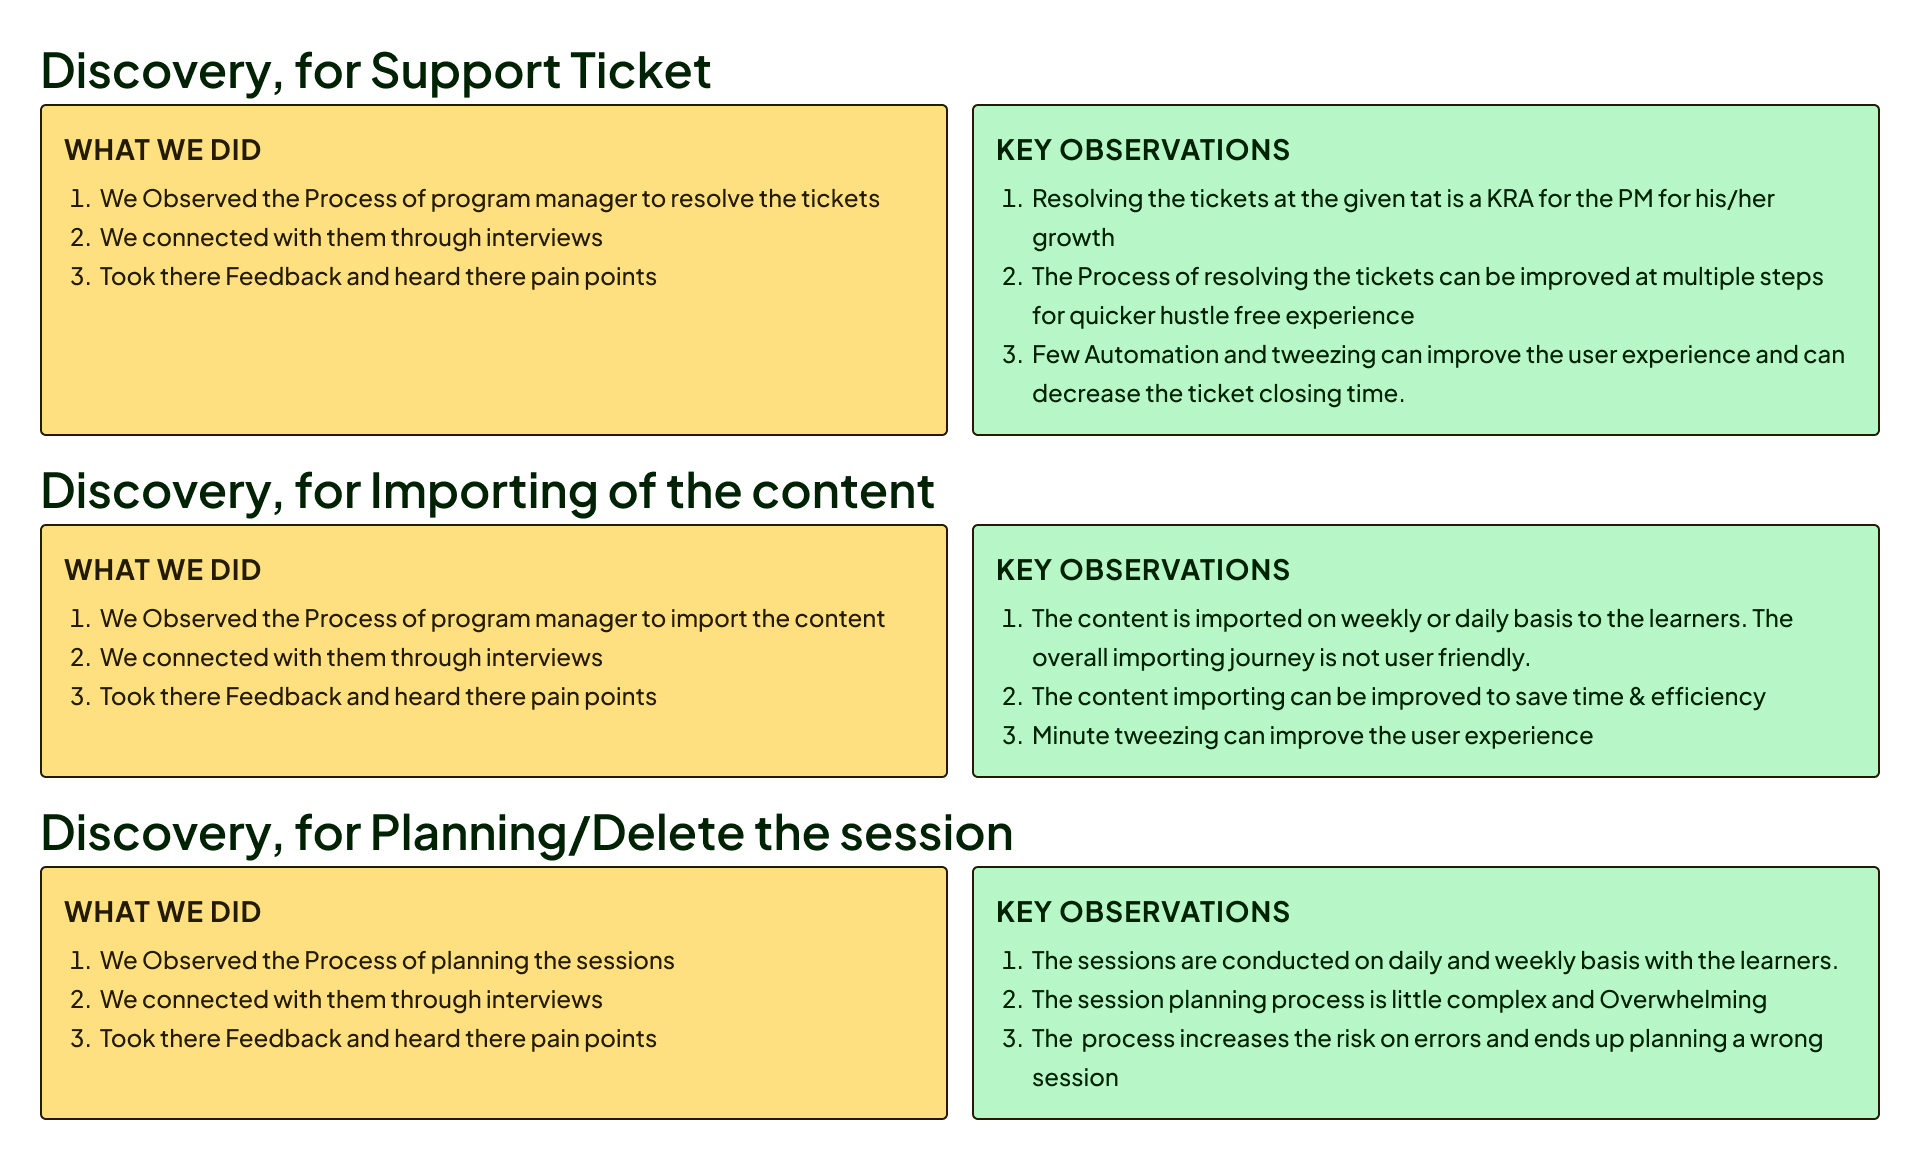 Discovery, for Support Ticket
WHAT WE DID
1. We Observed the Process of program manager to resolve the tickets
2. We connected with them through interviews
3. Took there Feedback and heard there pain points
KEY OBSERVATIONS
1. Resolving the tickets at the given tat is a KRA for the PM for his/her
growth
2. The Process of resolving the tickets can be improved at multiple steps
for quicker hustle free experience
3. Few Automation and tweezing can improve the user experience and can
decrease the ticket closing time.
Discovery, for Importing of the content
WHAT WE DID
1. We Observed the Process of program manager to import the content
2. We connected with them through interviews
3. Took there Feedback and heard there pain points
KEY OBSERVATIONS
1. The content is imported on weekly or daily basis to the learners. The
overall importing journey is not user friendly.
2. The content importing can be improved to save time & efficiency
3. Minute tweezing can improve the user experience
Discovery, for Planning/Delete the session
WHAT WE DID
1. We Observed the Process of planning the sessions
2. We connected with them through interviews
3. Took there Feedback and heard there pain points
KEY OBSERVATIONS
1. The sessions are conducted on daily and weekly basis with the learners.
2. The session planning process is little complex and Overwhelming
3. The  process increases the risk on errors and ends up planning a wrong
session